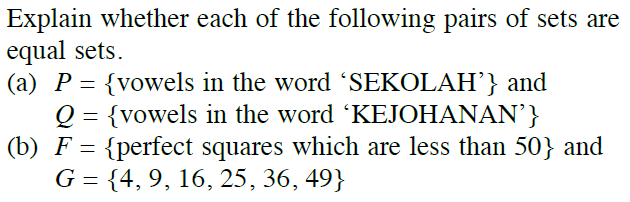 Explain whether each of the following pairs of sets are
equal sets.
(a) P = {vowels in the word ‘SEKOLAH’} and
Q = {vowels in the word ‘KEJOHANAN’}
(b) F = {perfect squares which are less than 50} and
G = {4, 9, 16, 25, 36, 49}